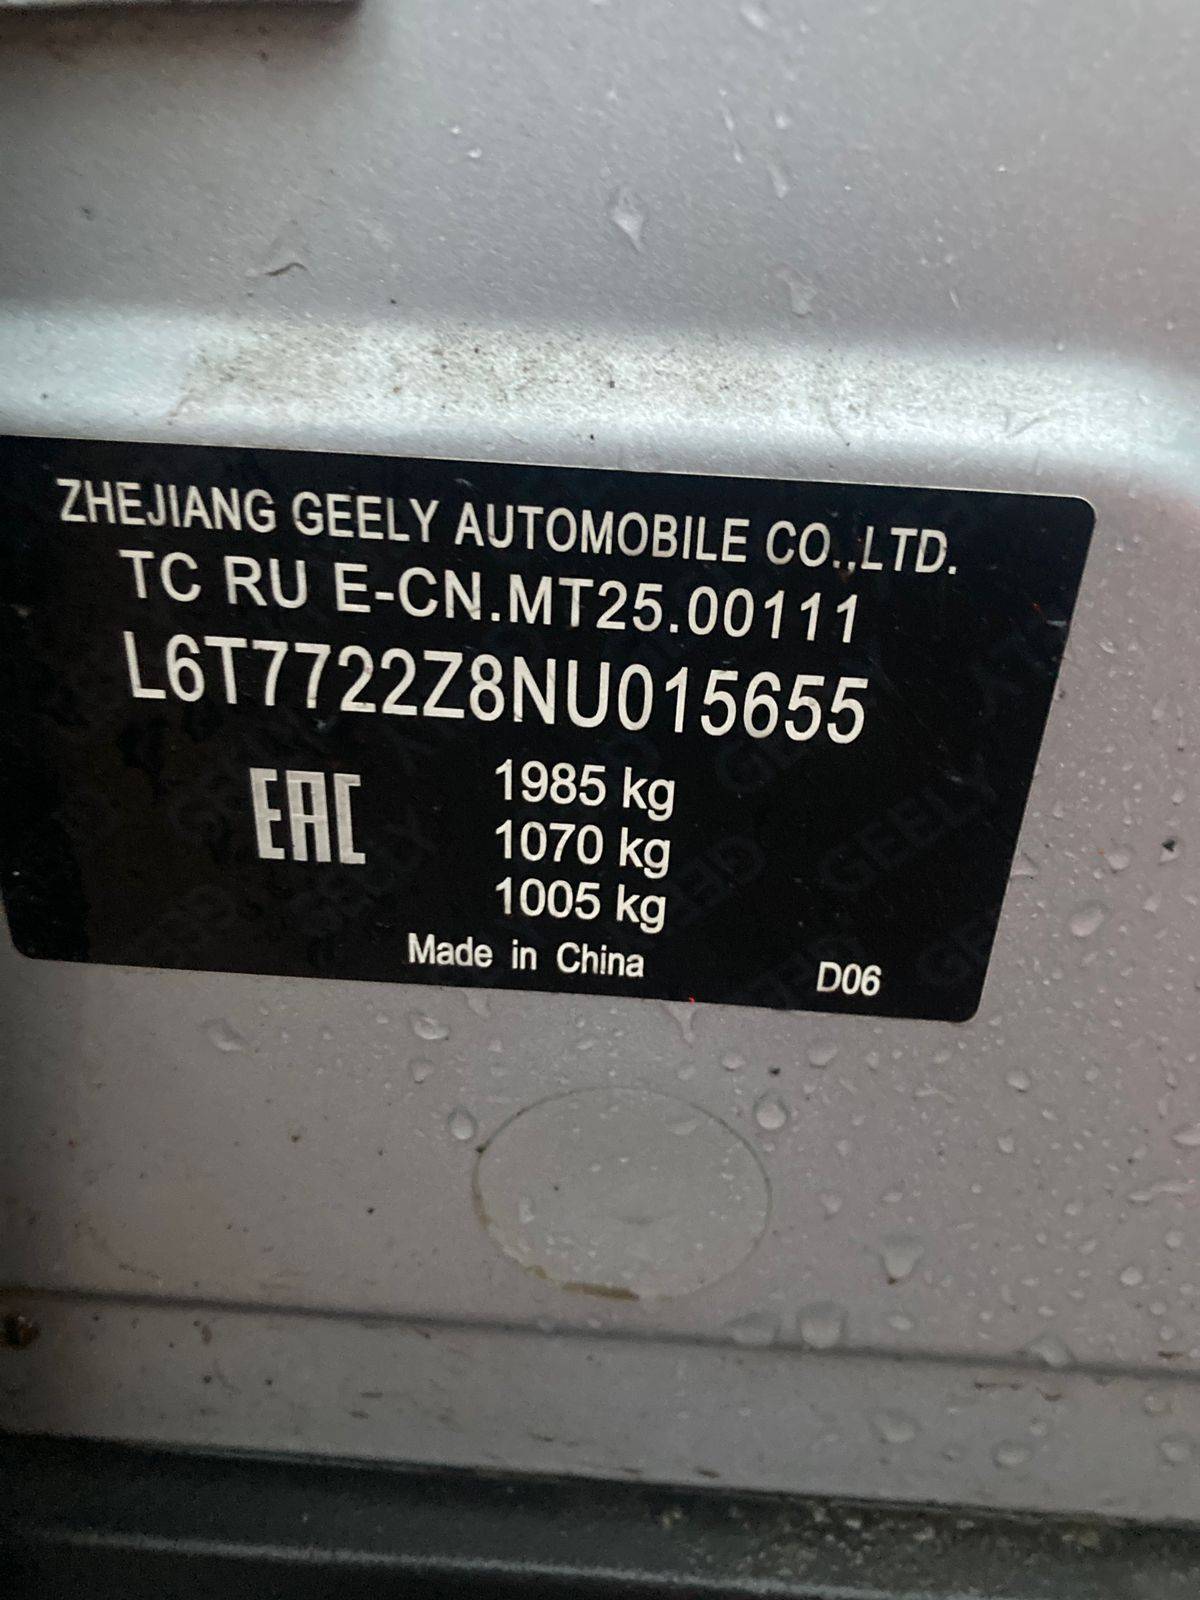 ZHEJIANG GEELY AUTOMOBILE CO.,LTD.
TC RU E-CN.MT25.00111
L6T7722Z8NU015655
EAC
1985 kg
1070 kg
1005 kg
Made in China
D06